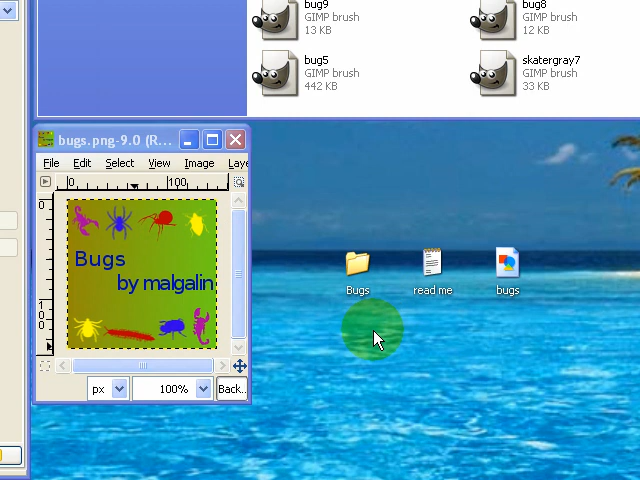 bug9
GIMP brush
13 KB
bug8
GIMP brush
12 KB
bug5
GIMP brush
442 KB
skatergray7
GIMP brush
33 KB
bugs.png-9.0 (R...
File Edit Select View Image Laye
0 100
0
100
Bugs
by malgalin
px 100% Back..
Bugs
read me
bugs